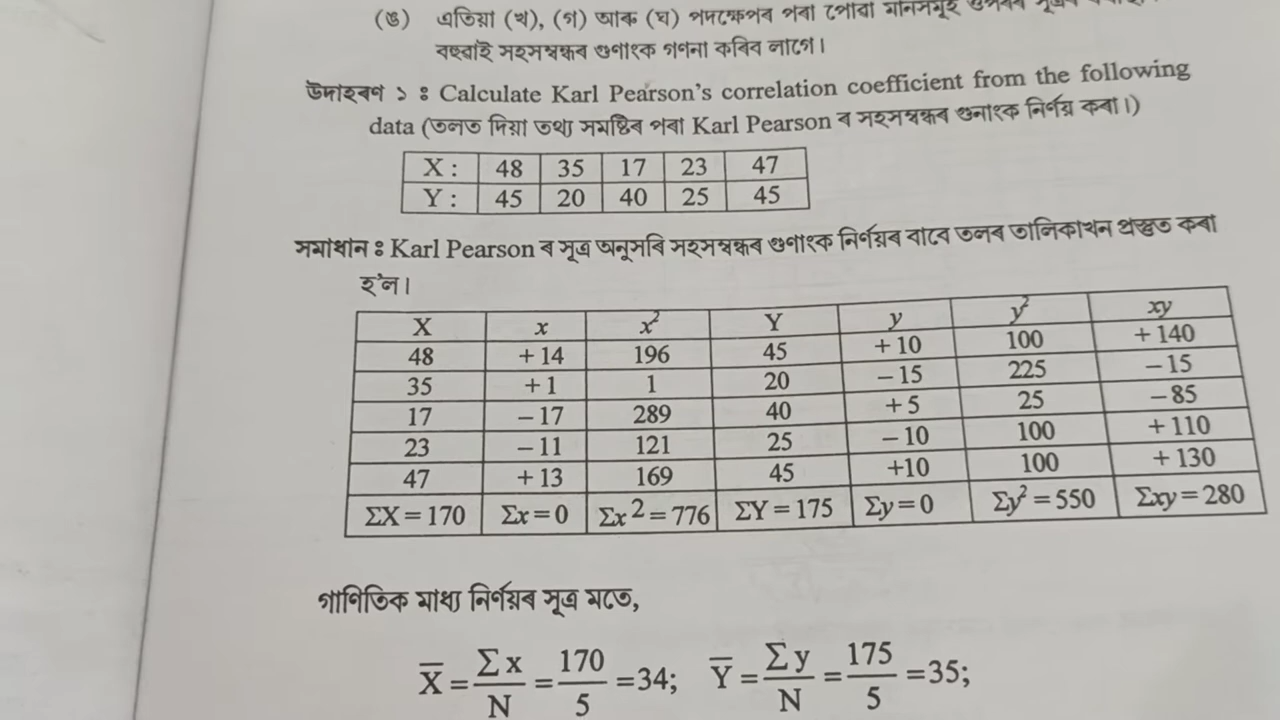 (ঙ) এতিয়া (খ), (গ) আৰু (ঘ) পদক্ষেপৰ পৰা পোৱা মানসমূহ
বহুৱাই সহসম্বন্ধৰ গুণাংক গণনা কৰিব লাগে।
উদাহৰণ ১ : Calculate Karl Pearson's correlation coefficient from the following
data (তলত দিয়া তথ্য সমষ্টিৰ পৰা Karl Pearson ৰ সহসম্বন্ধৰ গুনাংক নিৰ্ণয় কৰা।)
X : 48 35 17 23 47
Y : 45 20 40 25 45
সমাধান : Karl Pearson ৰ সূত্ৰ অনুসৰি সহসম্বন্ধৰ গুণাংক নিৰ্ণয়ৰ বাবে তলৰ তালিকাখন প্ৰস্তুত কৰা
হ'ল।
X x x² Y y y² xy
48 +14 196 45 +10 100 +140
35 +1 1 20 −15 225 −15
17 −17 289 40 +5 25 −85
23 −11 121 25 −10 100 +110
47 +13 169 45 +10 100 +130
ΣX=170 Σx=0 Σx²=776 ΣY=175 Σy=0 Σy²=550 Σxy=280
গাণিতিক মাধ্য নিৰ্ণয়ৰ সূত্ৰ মতে,
X̅ = Σx/N = 170/5 =34; Y̅ = Σy/N = 175/5 =35;